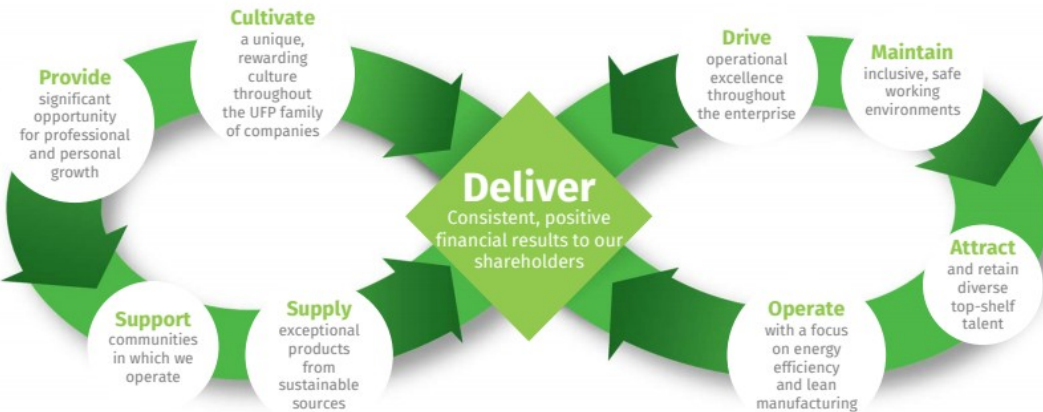 Cultivate
a unique,
rewarding
culture
throughout
the UFP family
of companies
Provide
significant
opportunity
for professional
and personal
growth
Support
communities
in which we
operate
Supply
exceptional
products
from
sustainable
sources
Deliver
Consistent, positive
financial results to our
shareholders
Drive
operational
excellence
throughout
the enterprise
Maintain
inclusive, safe
working
environments
Attract
and retain
diverse
top-shelf
talent
Operate
with a focus
on energy
efficiency
and lean
manufacturing